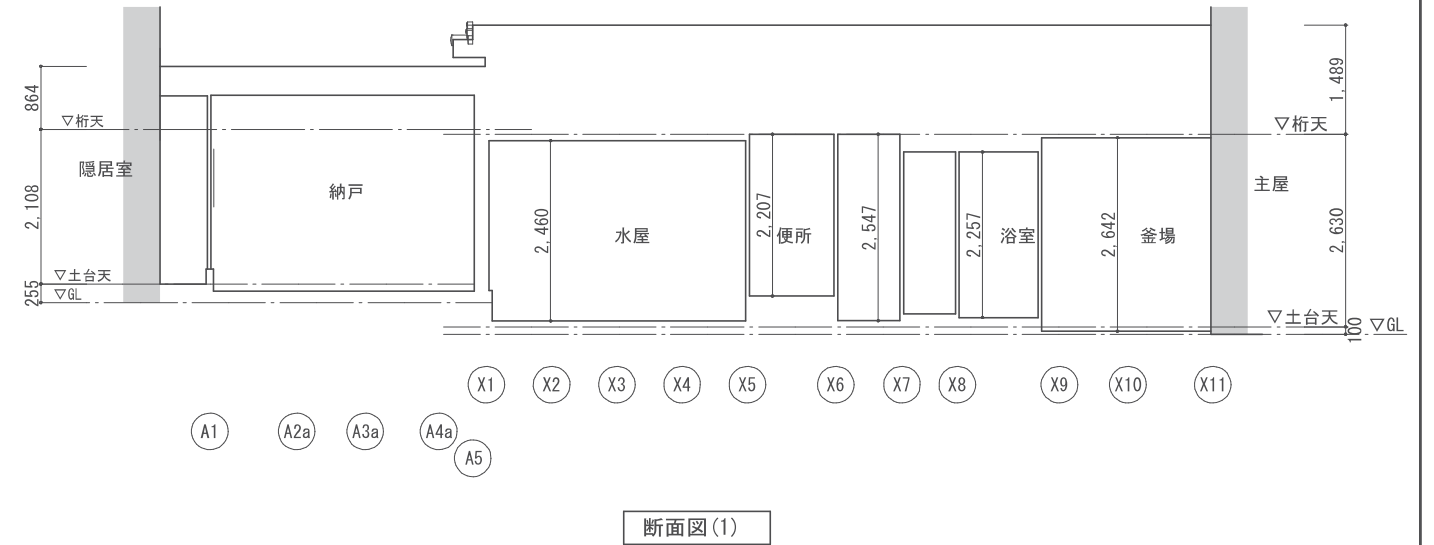 864
▽桁天
隠居室
2,108
▽土台天
255
▽GL
納戸
2,460
水屋
2,207
便所
2,547
2,257
浴室
2,642
釜場
1,489
▽桁天
主屋
2,630
▽土台天
100
▽GL
X1 X2 X3 X4 X5 X6 X7 X8 X9 X10 X11
A1 A2a A3a A4a
A5
断面図(1)